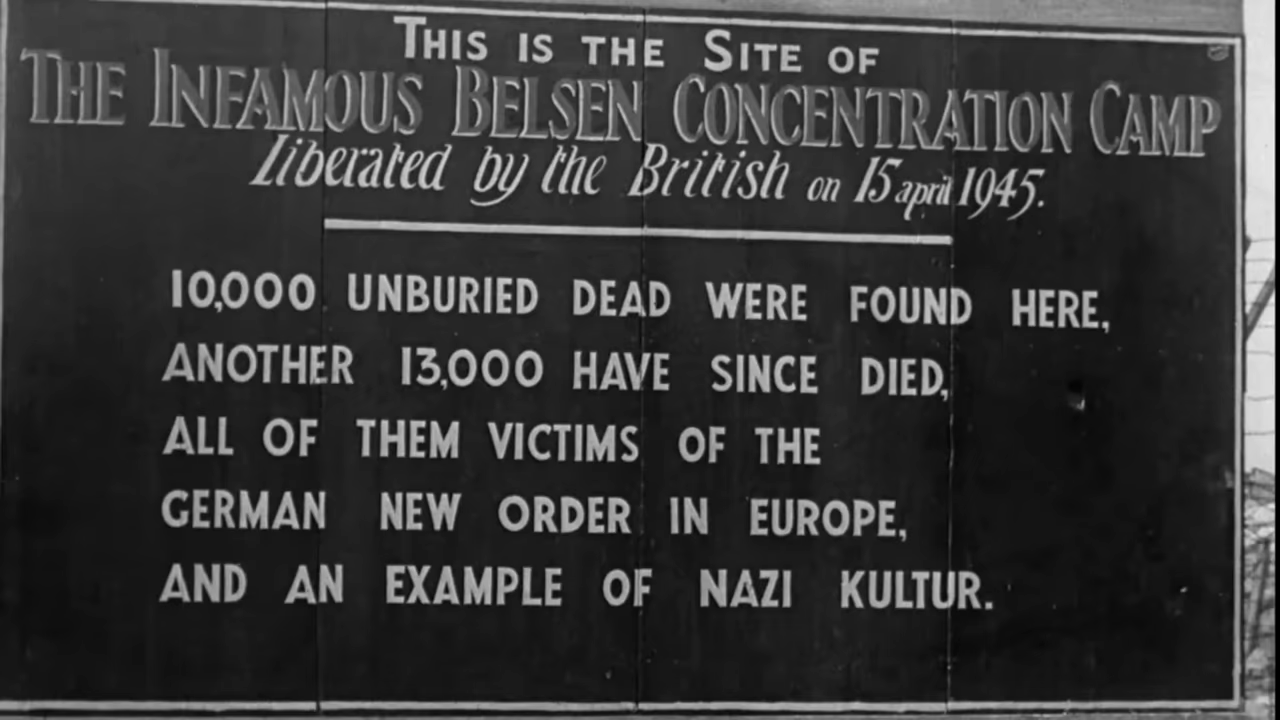 THIS IS THE SITE OF
THE INFAMOUS BELSEN CONCENTRATION CAMP
Liberated by the British on 15 april 1945.
10,000 UNBURIED DEAD WERE FOUND HERE,
ANOTHER 13,000 HAVE SINCE DIED,
ALL OF THEM VICTIMS OF THE
GERMAN NEW ORDER IN EUROPE,
AND AN EXAMPLE OF NAZI KULTUR.